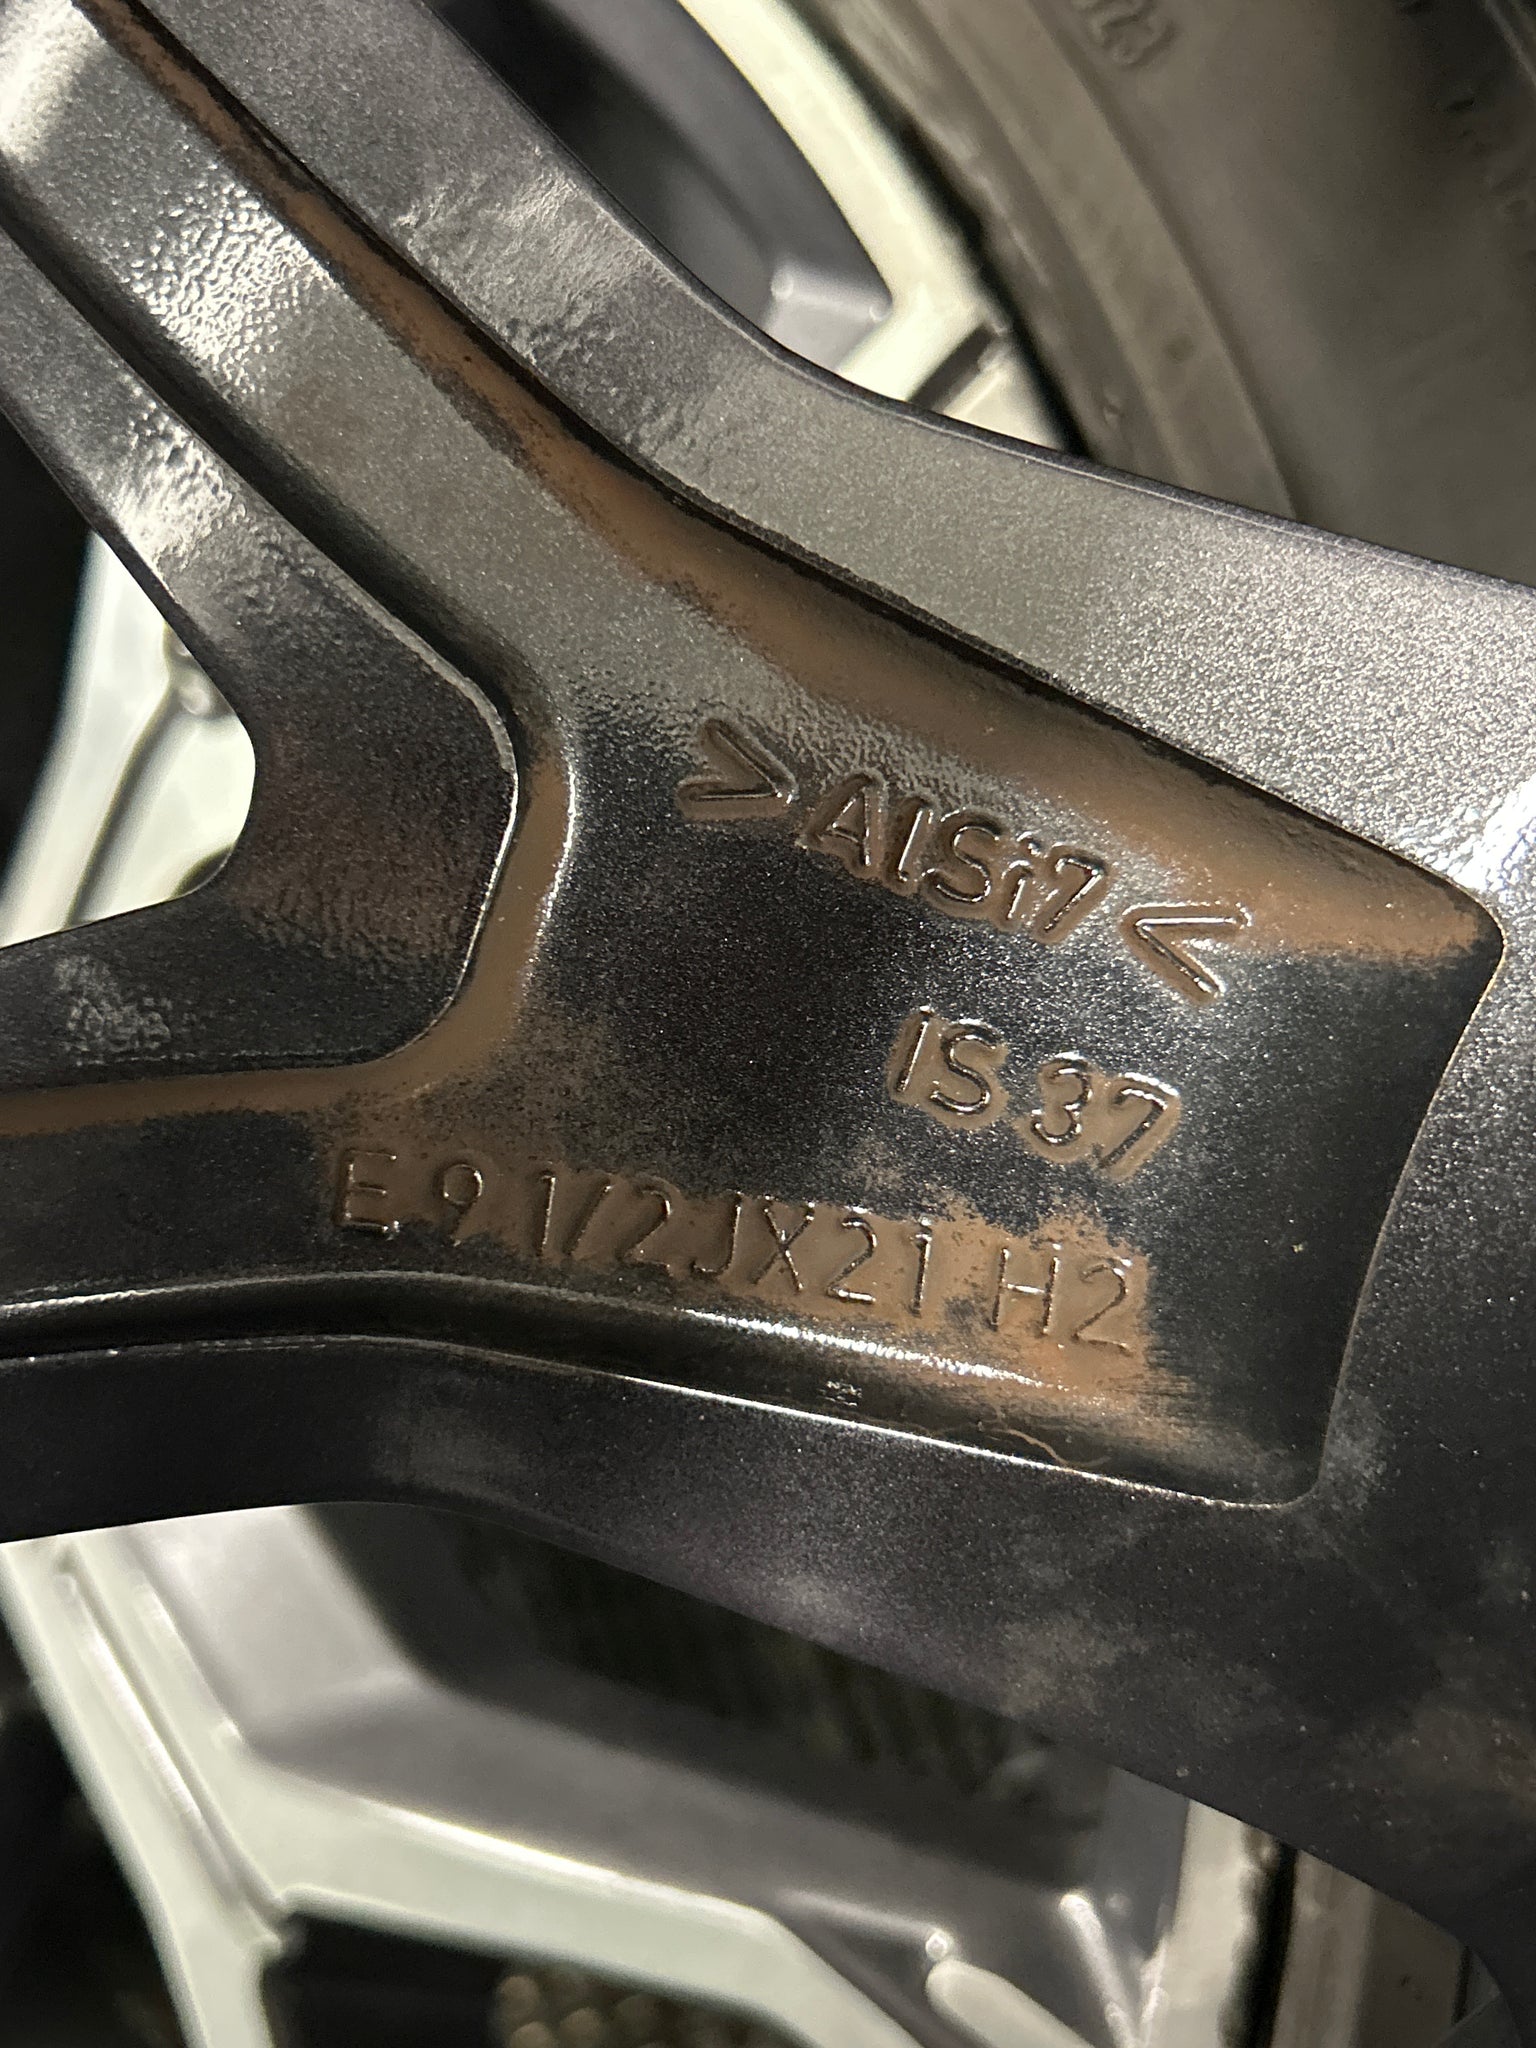 >AlSi7<
IS 37
E 9 1/2JX21 H2